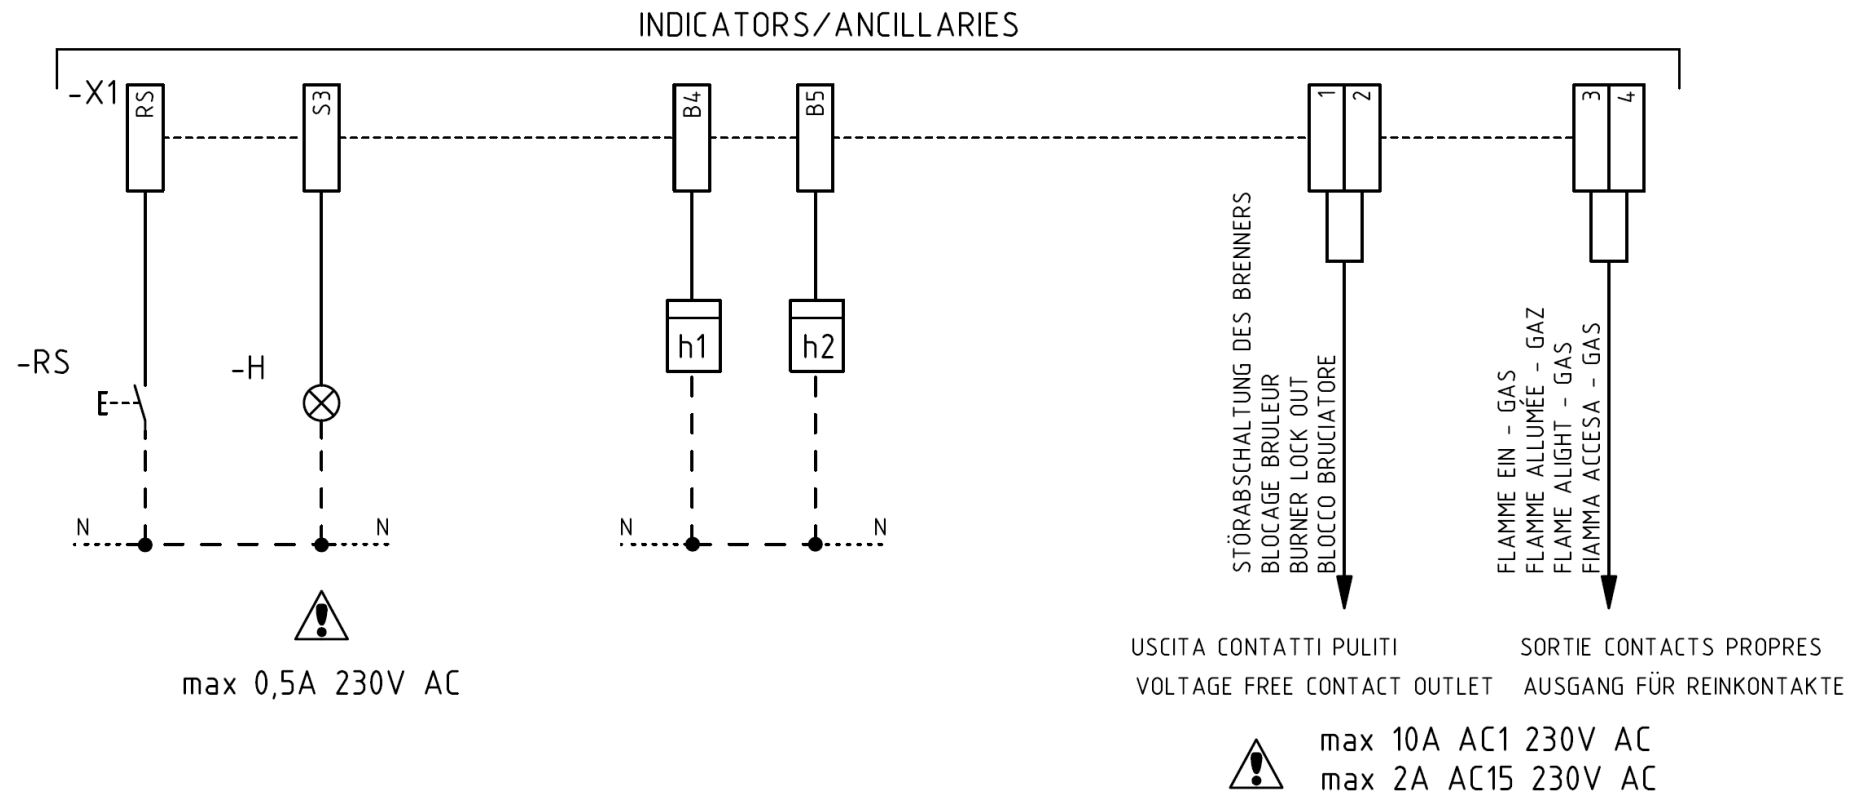 INDICATORS/ANCILLARIES
-X1
RS
S3
B4
B5
1
2
3
4
-RS
-H
h1
h2
N
N
N
N
STÖRABSCHALTUNG DES BRENNERS
BLOCAGE BRULEUR
BURNER LOCK OUT
BLOCCO BRUCIATORE
FLAMME EIN - GAS
FLAMME ALLUMÉE - GAZ
FLAME ALIGHT - GAS
FIAMMA ACCESA - GAS
max 0,5A 230V AC
USCITA CONTATTI PULITI
SORTIE CONTACTS PROPRES
VOLTAGE FREE CONTACT OUTLET
AUSGANG FÜR REINKONTAKTE
max 10A AC1 230V AC
max 2A AC15 230V AC